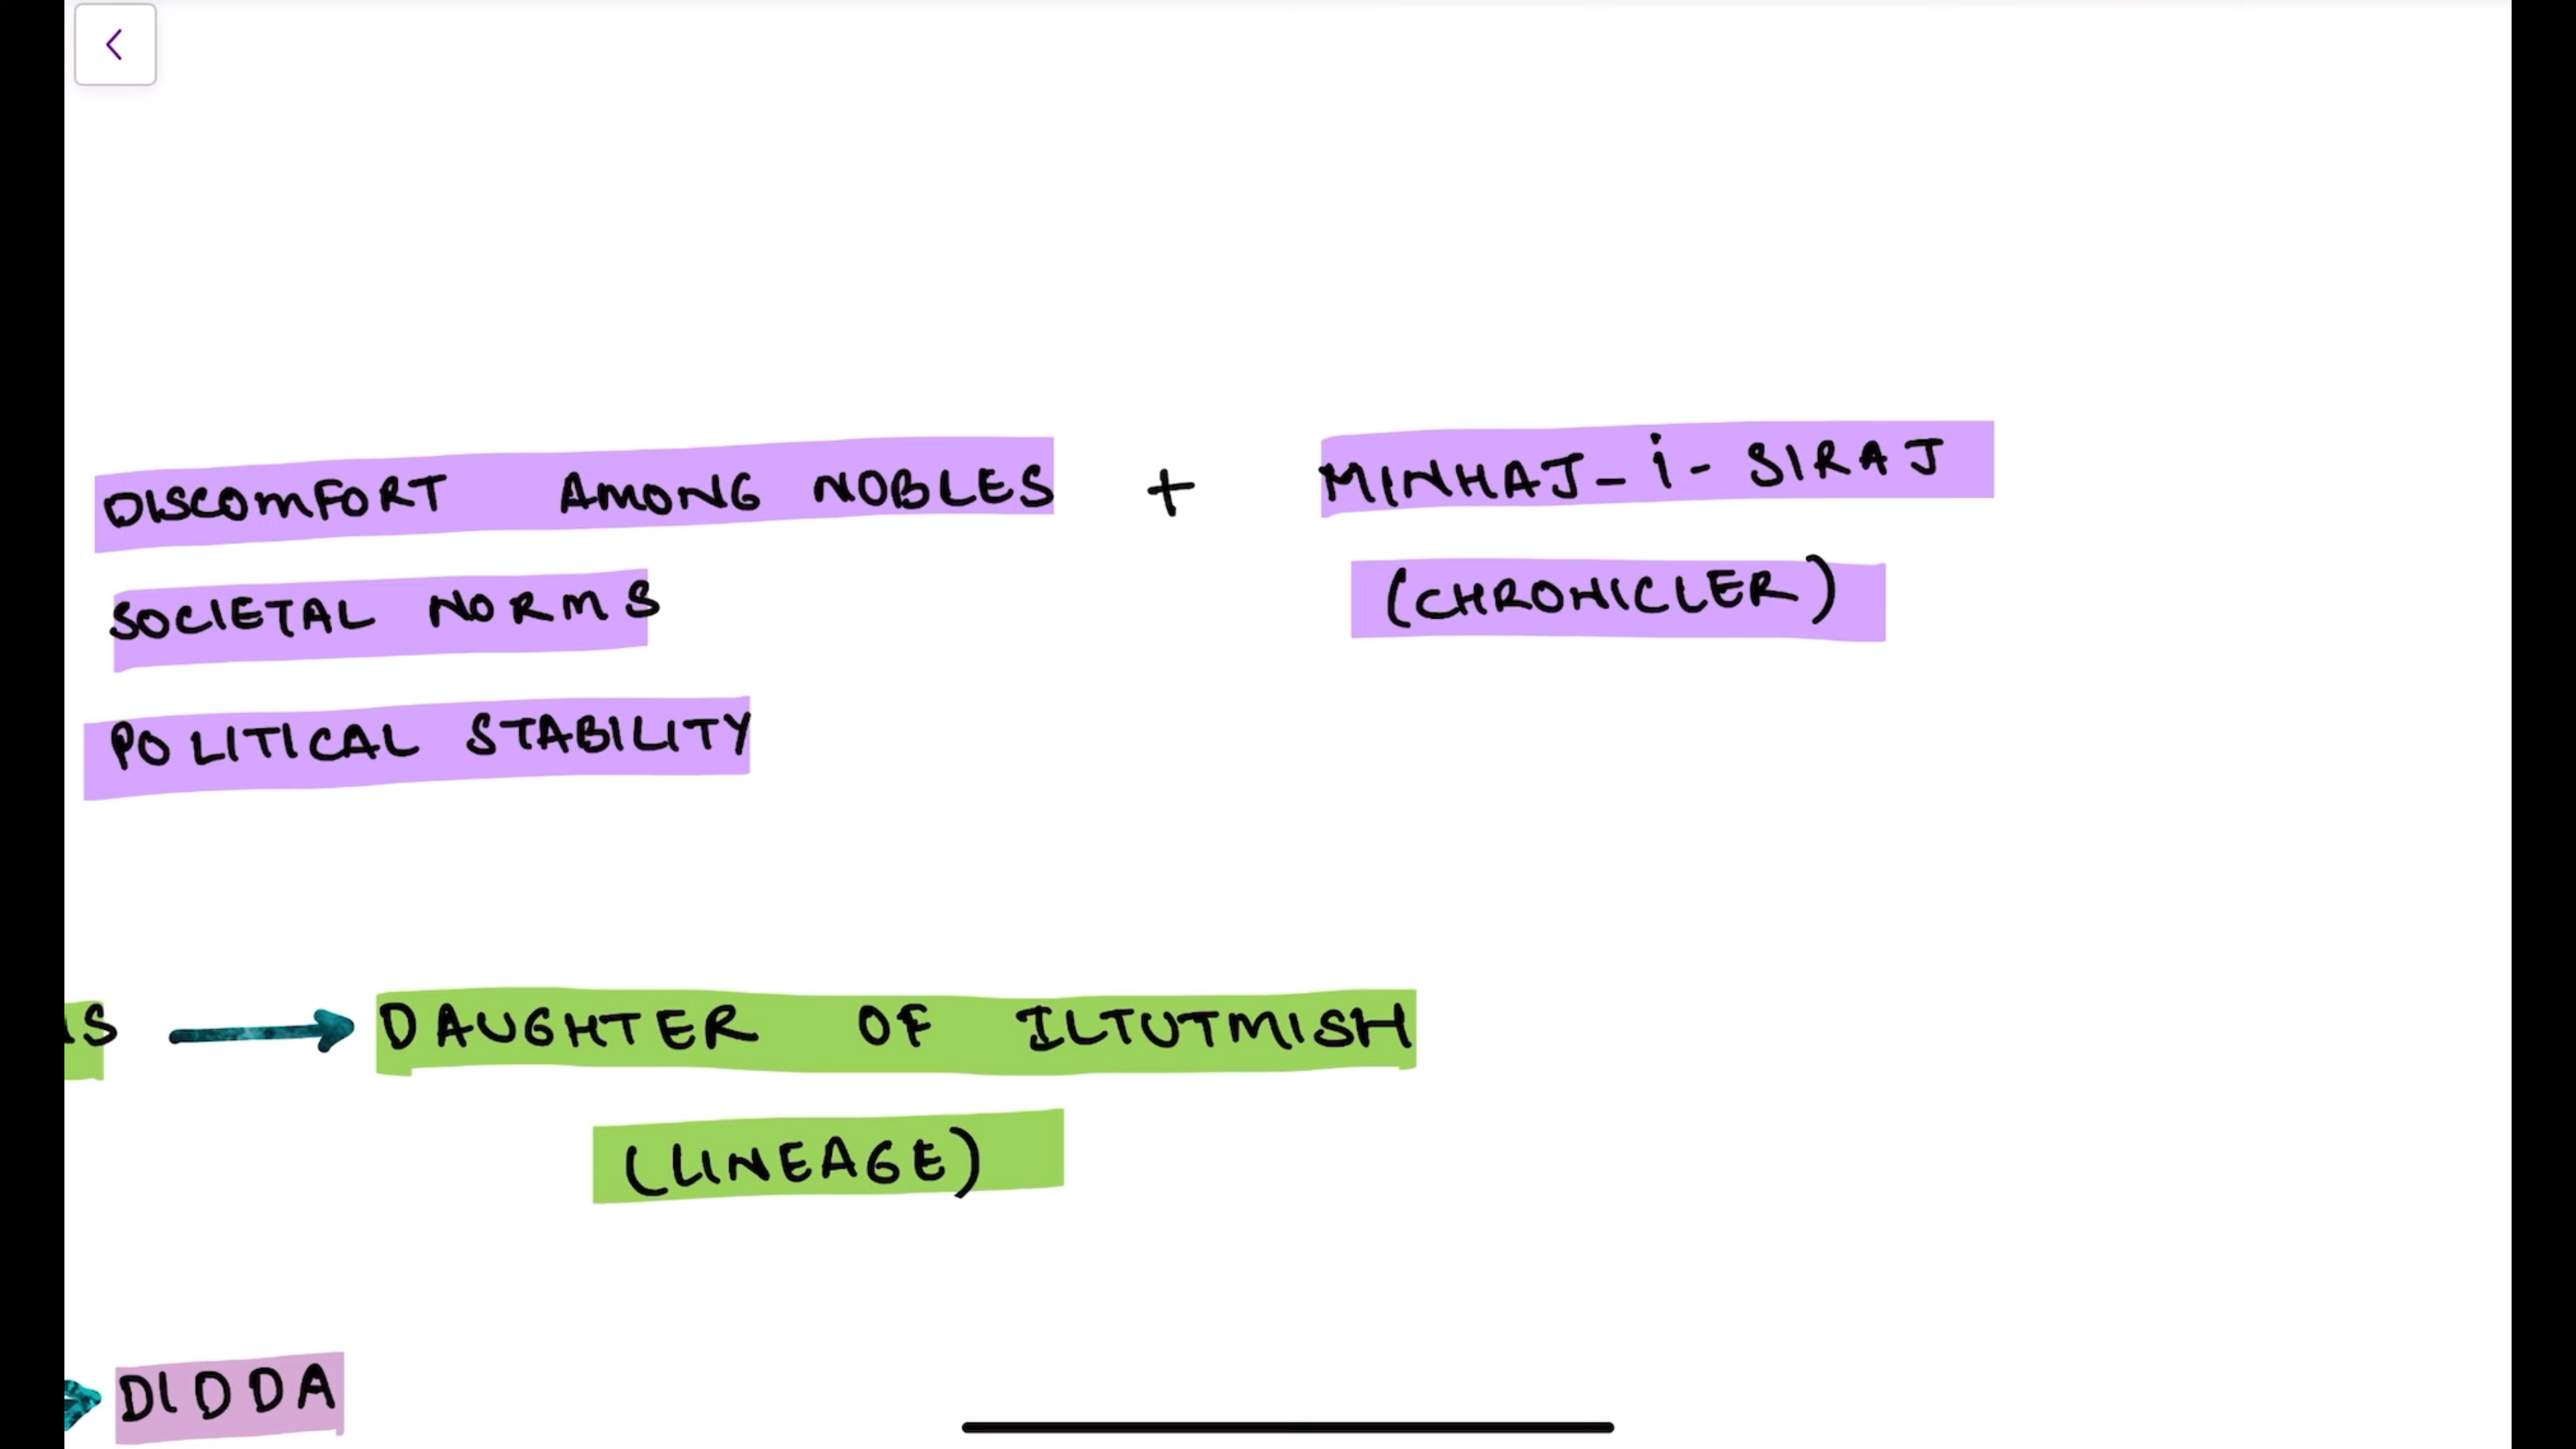 DISCOMFORT AMONG NOBLES + MINHAJ-i-SIRAJ
SOCIETAL NORMS (CHRONICLER)
POLITICAL STABILITY
DAUGHTER OF ILTUTMISH
(LINEAGE)
DIDDA